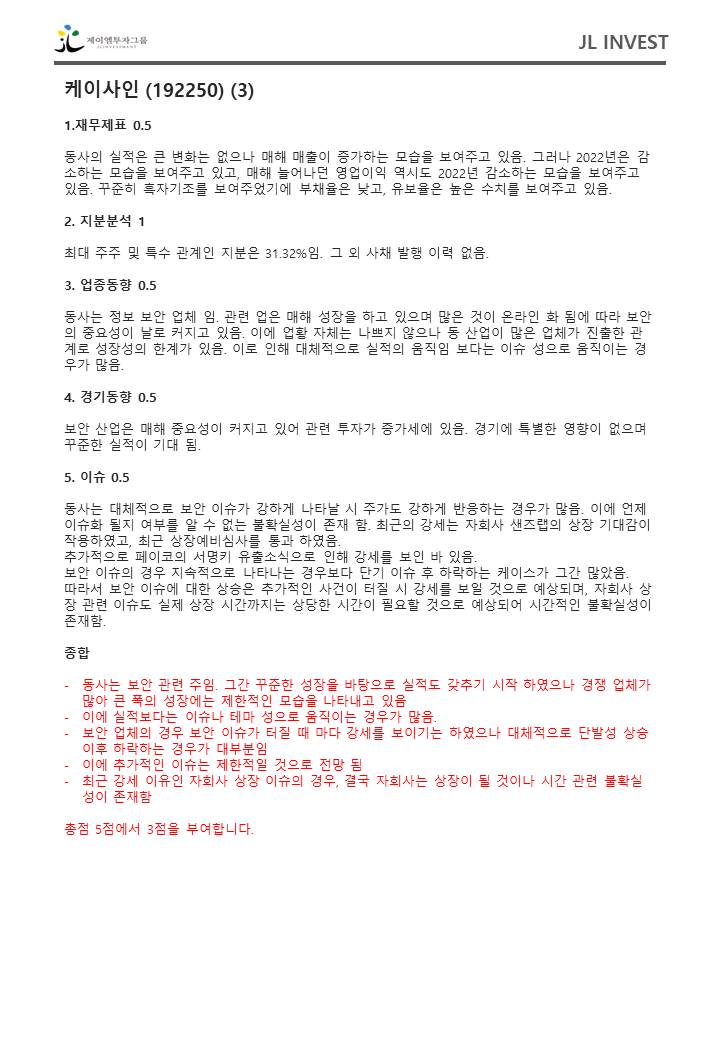 제이엘투자그룹
JLINVESTMENT
JL INVEST
케이사인 (192250) (3)
1.재무제표 0.5
동사의 실적은 큰 변화는 없으나 매해 매출이 증가하는 모습을 보여주고 있음. 그러나 2022년은 감
소하는 모습을 보여주고 있고, 매해 늘어나던 영업이익 역시도 2022년 감소하는 모습을 보여주고
있음. 꾸준히 흑자기조를 보여주었기에 부채율은 낮고, 유보율은 높은 수치를 보여주고 있음.
2. 지분분석 1
최대 주주 및 특수 관계인 지분은 31.32%임. 그 외 사채 발행 이력 없음.
3. 업종동향 0.5
동사는 정보 보안 업체 임. 관련 업은 매해 성장을 하고 있으며 많은 것이 온라인 화 됨에 따라 보안
의 중요성이 날로 커지고 있음. 이에 업황 자체는 나쁘지 않으나 동 산업이 많은 업체가 진출한 관
계로 성장성의 한계가 있음. 이로 인해 대체적으로 실적의 움직임 보다는 이슈 성으로 움직이는 경
우가 많음.
4. 경기동향 0.5
보안 산업은 매해 중요성이 커지고 있어 관련 투자가 증가세에 있음. 경기에 특별한 영향이 없으며
꾸준한 실적이 기대 됨.
5. 이슈 0.5
동사는 대체적으로 보안 이슈가 강하게 나타날 시 주가도 강하게 반응하는 경우가 많음. 이에 언제
이슈화 될지 여부를 알 수 없는 불확실성이 존재 함. 최근의 강세는 자회사 샌즈랩의 상장 기대감이
작용하였고, 최근 상장예비심사를 통과 하였음.
추가적으로 페이코의 서명키 유출소식으로 인해 강세를 보인 바 있음.
보안 이슈의 경우 지속적으로 나타나는 경우보다 단기 이슈 후 하락하는 케이스가 그간 많았음.
따라서 보안 이슈에 대한 상승은 추가적인 사건이 터질 시 강세를 보일 것으로 예상되며, 자회사 상
장 관련 이슈도 실제 상장 시간까지는 상당한 시간이 필요할 것으로 예상되어 시간적인 불확실성이
존재함.
종합
- 동사는 보안 관련 주임. 그간 꾸준한 성장을 바탕으로 실적도 갖추기 시작 하였으나 경쟁 업체가
많아 큰 폭의 성장에는 제한적인 모습을 나타내고 있음
- 이에 실적보다는 이슈나 테마 성으로 움직이는 경우가 많음.
- 보안 업체의 경우 보안 이슈가 터질 때 마다 강세를 보이기는 하였으나 대체적으로 단발성 상승
이후 하락하는 경우가 대부분임
- 이에 추가적인 이슈는 제한적일 것으로 전망 됨
- 최근 강세 이유인 자회사 상장 이슈의 경우, 결국 자회사는 상장이 될 것이나 시간 관련 불확실
성이 존재함
총점 5점에서 3점을 부여합니다.